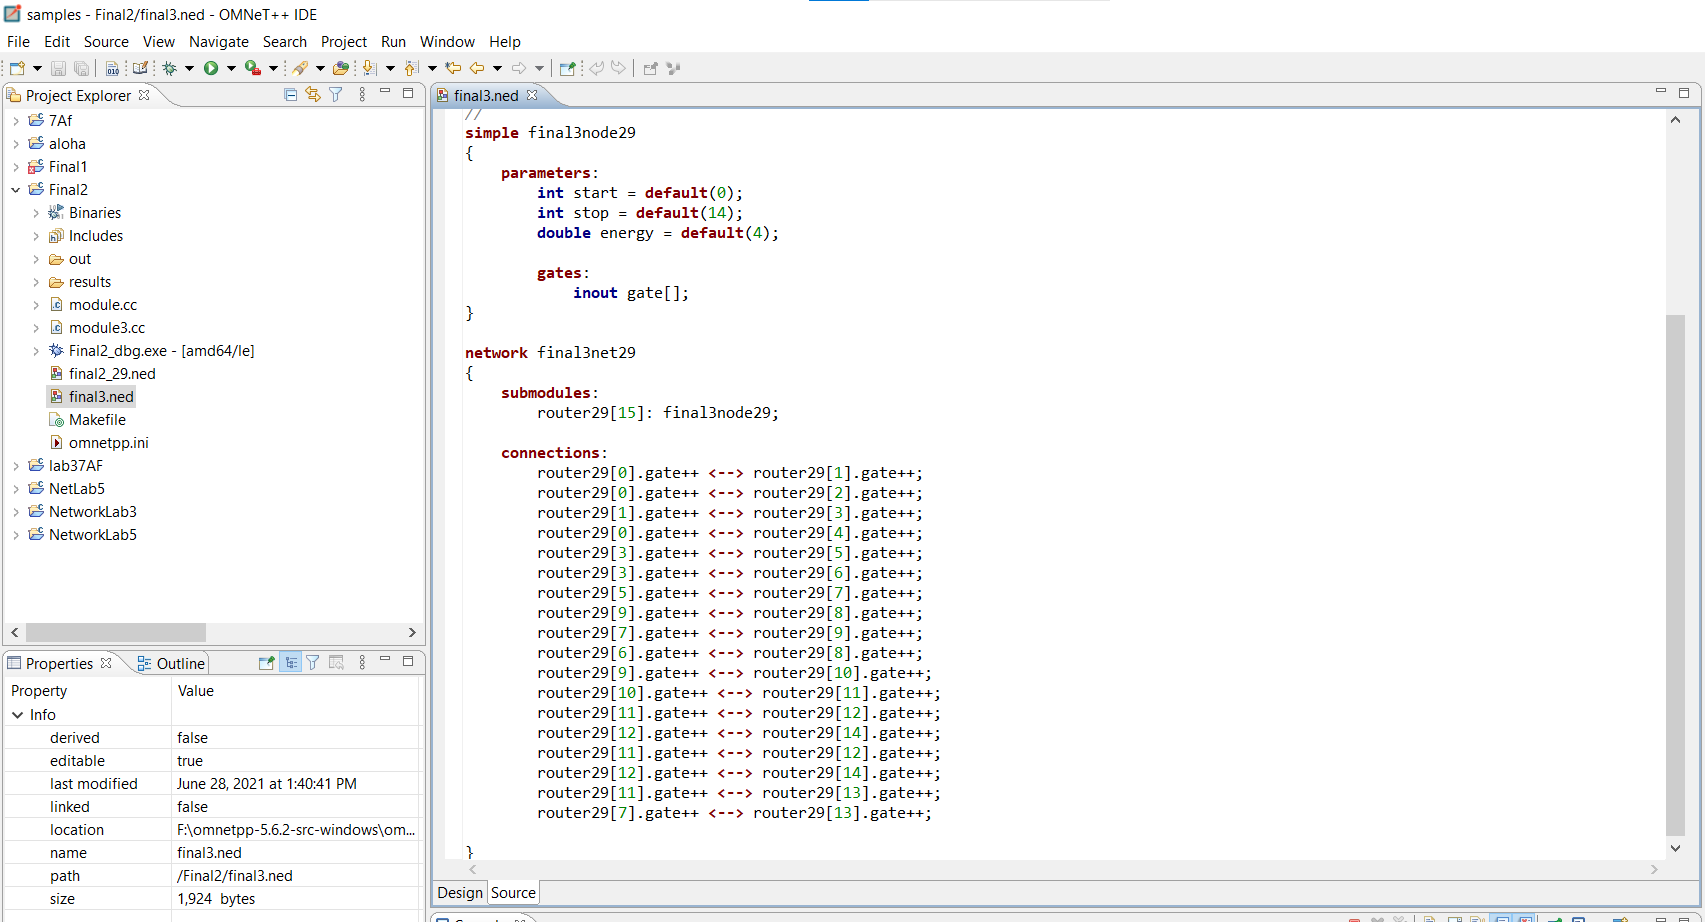 samples - Final2/final3.ned - OMNeT++ IDE
File Edit Source View Navigate Search Project Run Window Help
Project Explorer
7Af
aloha
Final1
Final2
Binaries
Includes
out
results
module.cc
module3.cc
Final2_dbg.exe - [amd64/le]
final2_29.ned
final3.ned
Makefile
omnetpp.ini
lab37AF
NetLab5
NetworkLab3
NetworkLab5
Properties Outline
Property Value
Info
derived false
editable true
last modified June 28, 2021 at 1:40:41 PM
linked false
location F:\omnetpp-5.6.2-src-windows\om...
name final3.ned
path /Final2/final3.ned
size 1,924 bytes
final3.ned
//
simple final3node29
{
parameters:
int start = default(0);
int stop = default(14);
double energy = default(4);
gates:
inout gate[];
}
network final3net29
{
submodules:
router29[15]: final3node29;
connections:
router29[0].gate++ <--> router29[1].gate++;
router29[0].gate++ <--> router29[2].gate++;
router29[1].gate++ <--> router29[3].gate++;
router29[0].gate++ <--> router29[4].gate++;
router29[3].gate++ <--> router29[5].gate++;
router29[3].gate++ <--> router29[6].gate++;
router29[5].gate++ <--> router29[7].gate++;
router29[9].gate++ <--> router29[8].gate++;
router29[7].gate++ <--> router29[9].gate++;
router29[6].gate++ <--> router29[8].gate++;
router29[9].gate++ <--> router29[10].gate++;
router29[10].gate++ <--> router29[11].gate++;
router29[11].gate++ <--> router29[12].gate++;
router29[12].gate++ <--> router29[14].gate++;
router29[11].gate++ <--> router29[12].gate++;
router29[12].gate++ <--> router29[14].gate++;
router29[11].gate++ <--> router29[13].gate++;
router29[7].gate++ <--> router29[13].gate++;
}
Design Source